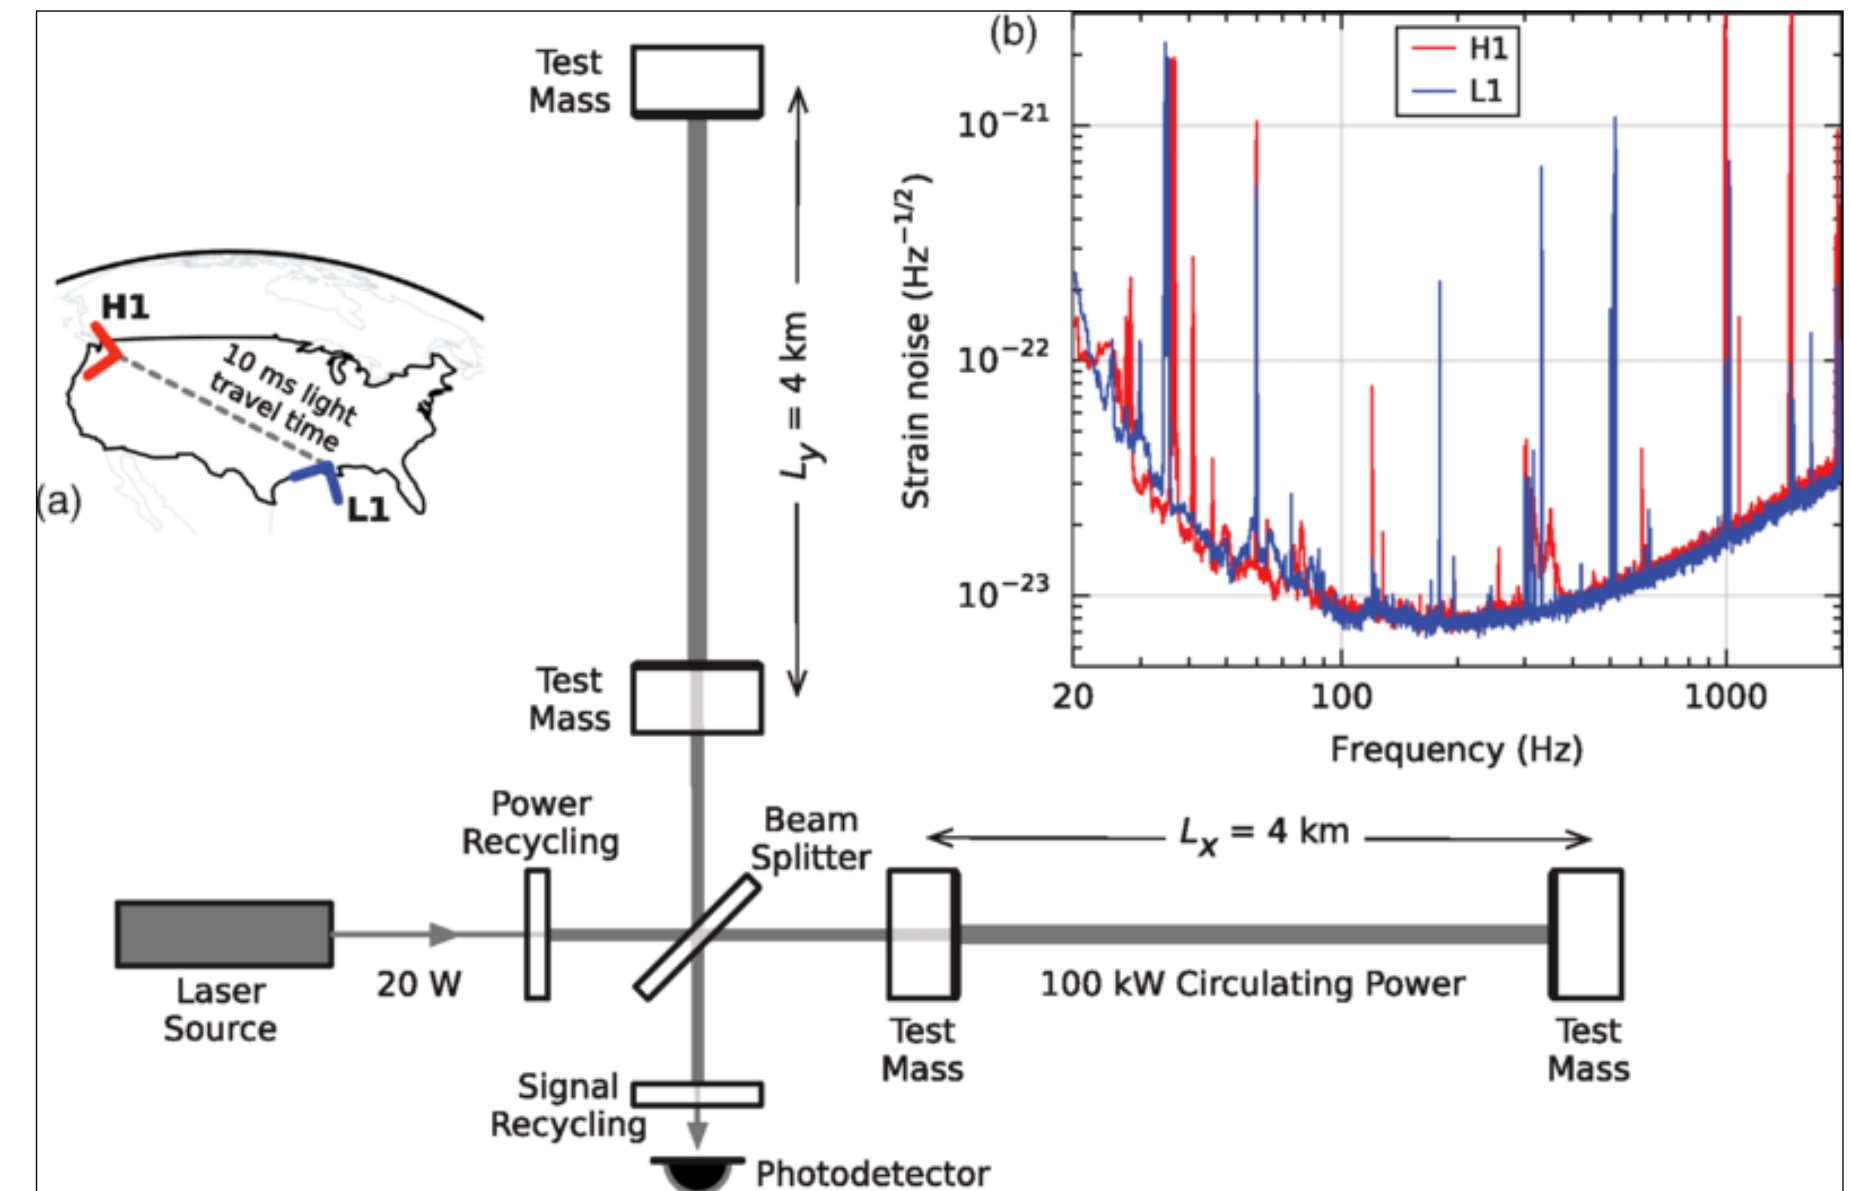 (a)
H1
10 ms light
travel time
L1
Test
Mass
Ly = 4 km
Test
Mass
(b)
H1
L1
Strain noise (Hz−1/2)
10−21
10−22
10−23
20
100
1000
Frequency (Hz)
Power
Recycling
Beam
Splitter
Lx = 4 km
Laser
Source
20 W
100 kW Circulating Power
Test
Mass
Test
Mass
Signal
Recycling
Photodetector